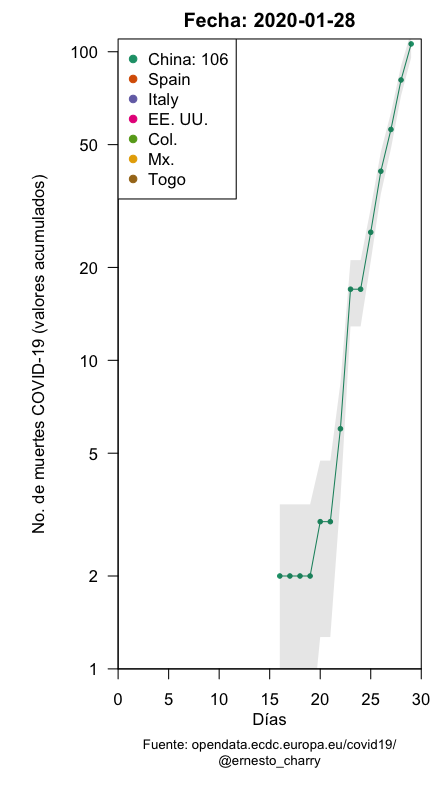 Fecha: 2020-01-28
China: 106
Spain
Italy
EE. UU.
Col.
Mx.
Togo
No. de muertes COVID-19 (valores acumulados)
100
50
20
10
5
2
1
0 5 10 15 20 25 30
Días
Fuente: opendata.ecdc.europa.eu/covid19/
@ernesto_charry